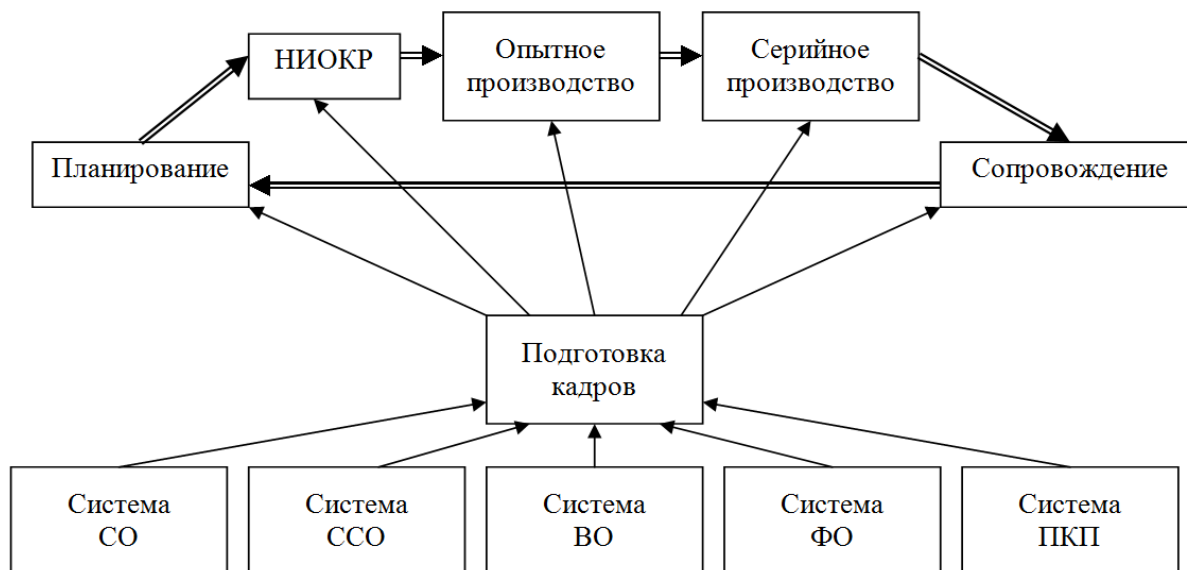 НИОКР
Опытное
производство
Серийное
производство
Планирование
Сопровождение
Подготовка
кадров
Система
СО
Система
ССО
Система
ВО
Система
ФО
Система
ПКП